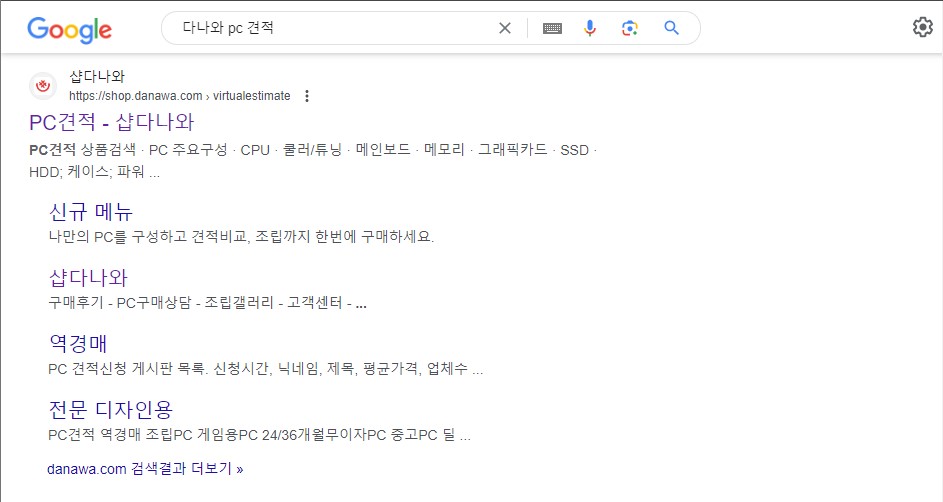 Google
다나와 pc 견적
샵다나와
https://shop.danawa.com › virtualestimate
PC견적 - 샵다나와
PC견적 상품검색 · PC 주요구성 · CPU · 쿨러/튜닝 · 메인보드 · 메모리 · 그래픽카드 · SSD ·
HDD; 케이스; 파워 ...
신규 메뉴
나만의 PC를 구성하고 견적비교, 조립까지 한번에 구매하세요.
샵다나와
구매후기 - PC구매상담 - 조립갤러리 - 고객센터 - ...
역경매
PC 견적신청 게시판 목록. 신청시간, 닉네임, 제목, 평균가격, 업체수 ...
전문 디자인용
PC견적 역경매 조립PC 게임용PC 24/36개월무이자PC 중고PC 딜 ...
danawa.com 검색결과 더보기 »